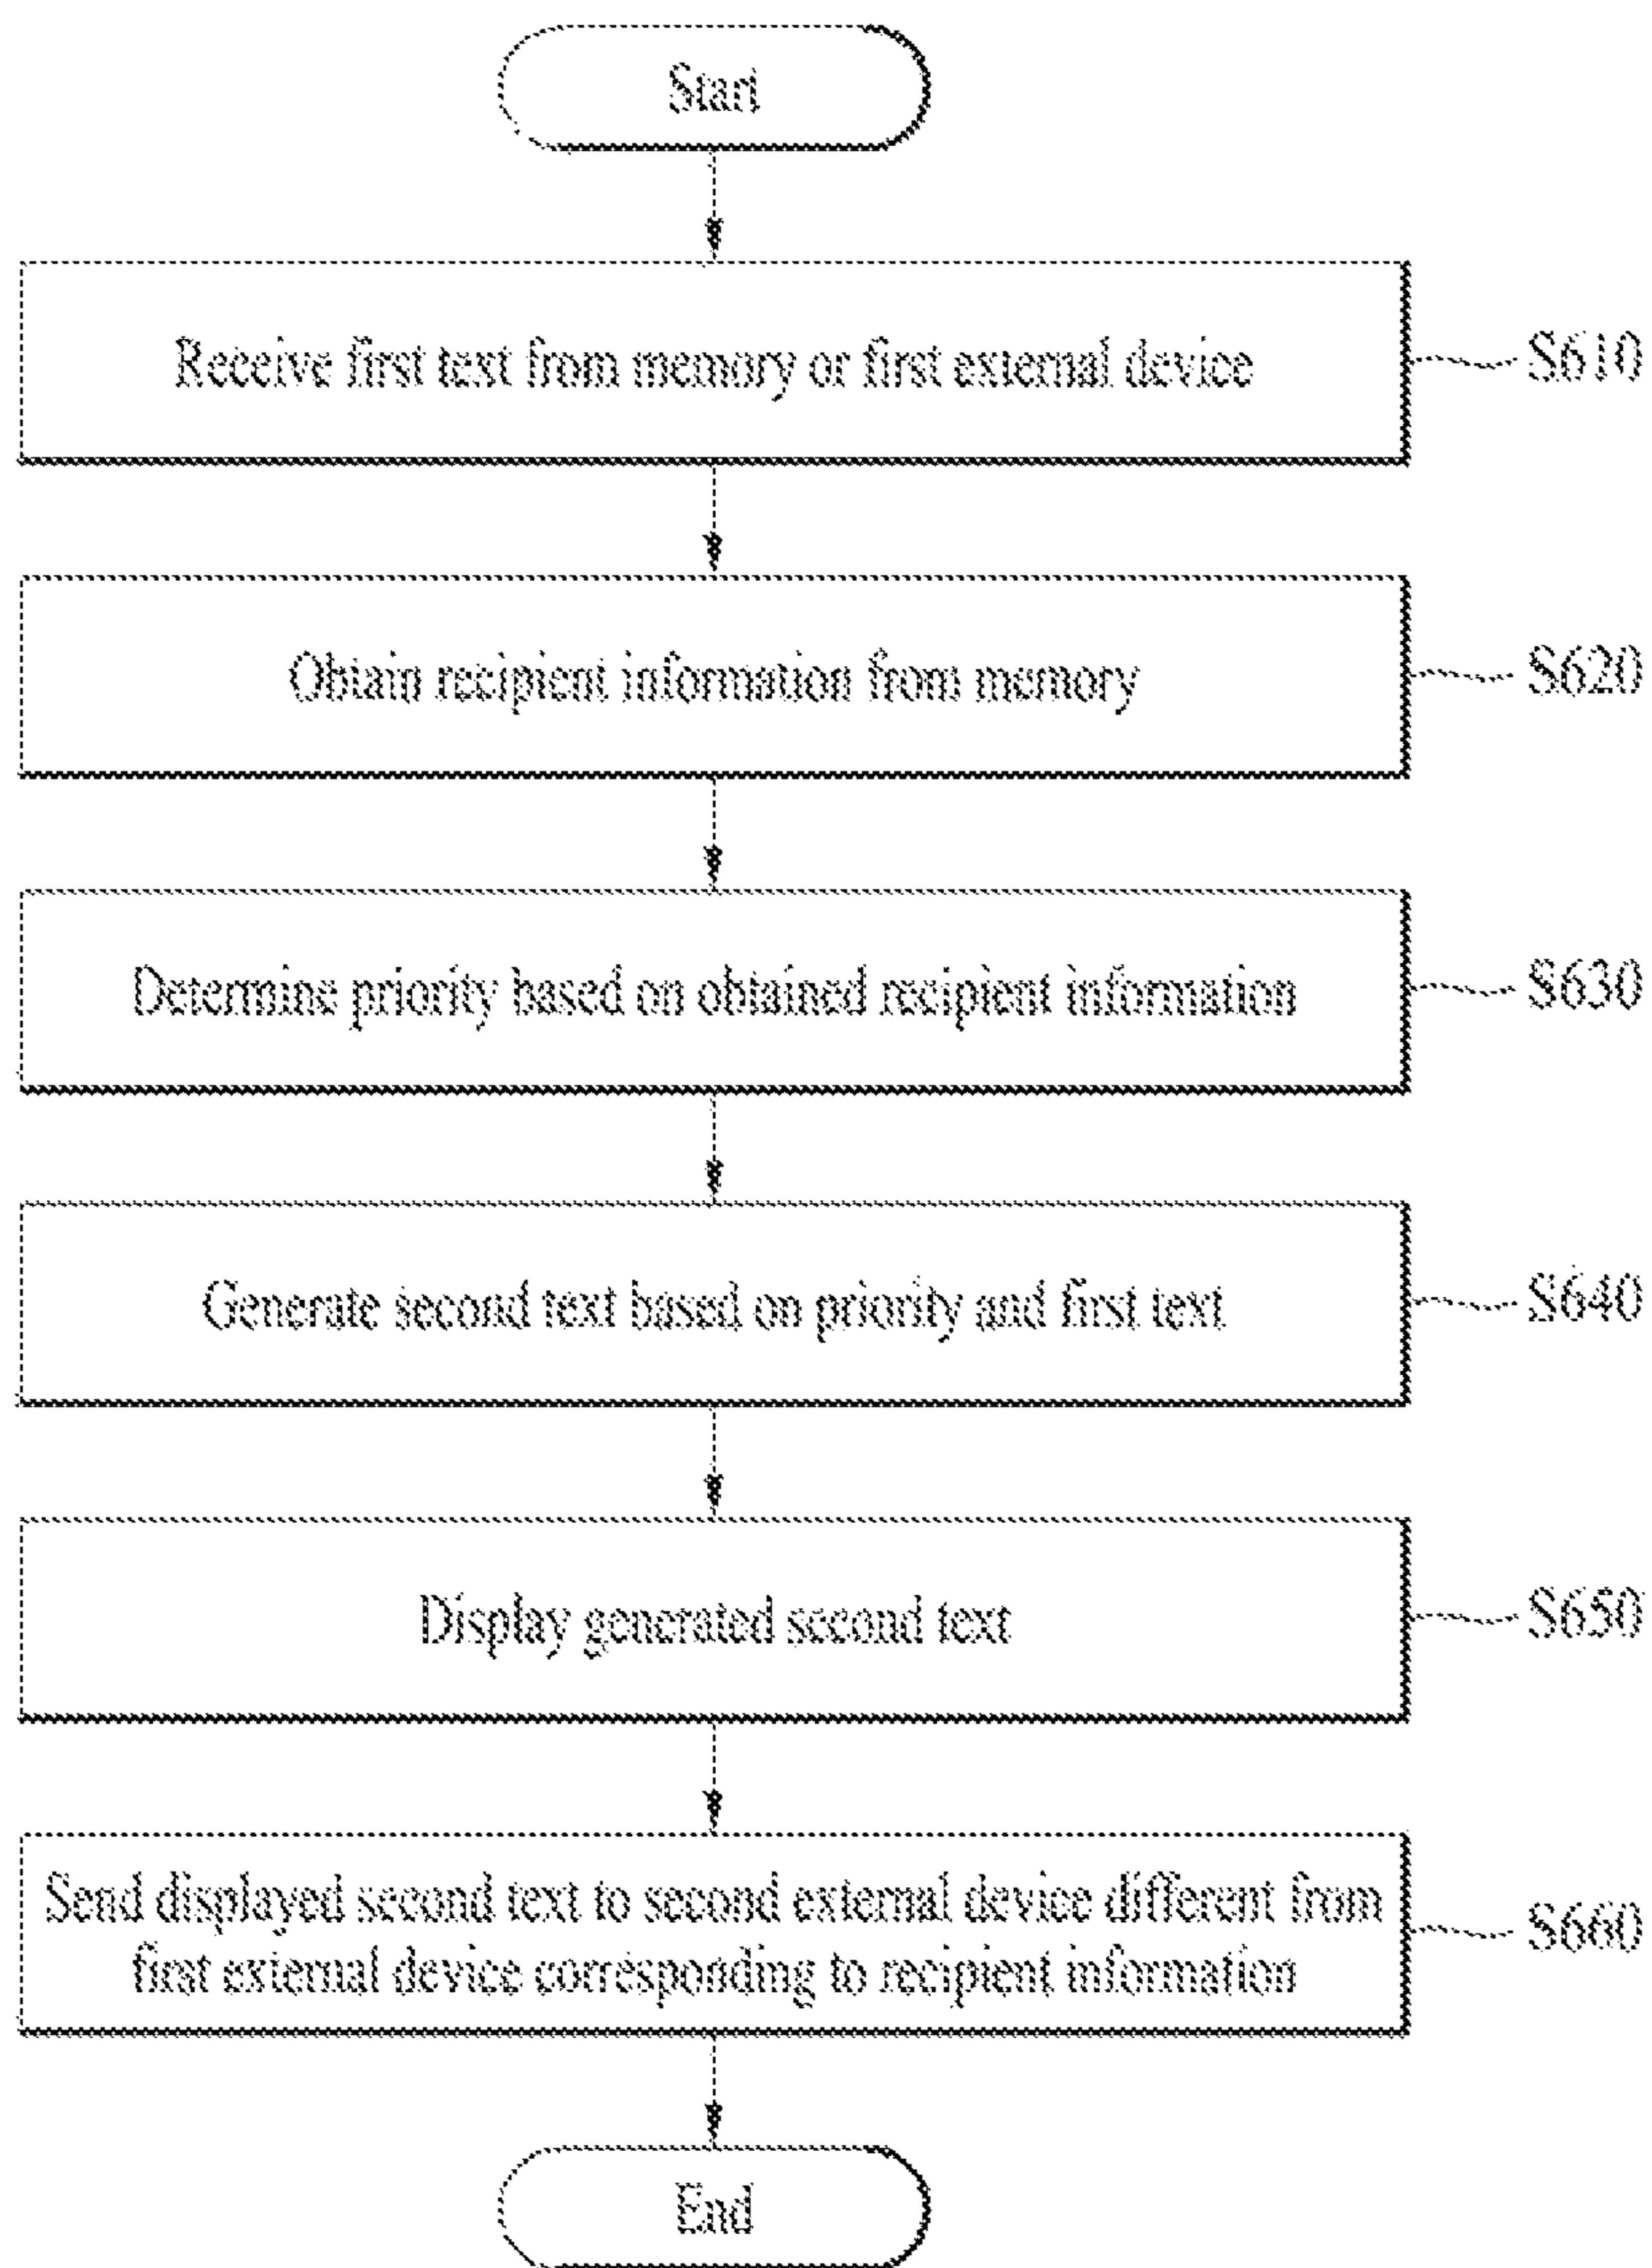 Start
Receive first text from memory or first external device
S610
Obtain recipient information from memory
S620
Determine priority based on obtained recipient information
S630
Generate second text based on priority and first text
S640
Display generated second text
S650
Send displayed second text to second external device different from
first external device corresponding to recipient information
S660
End